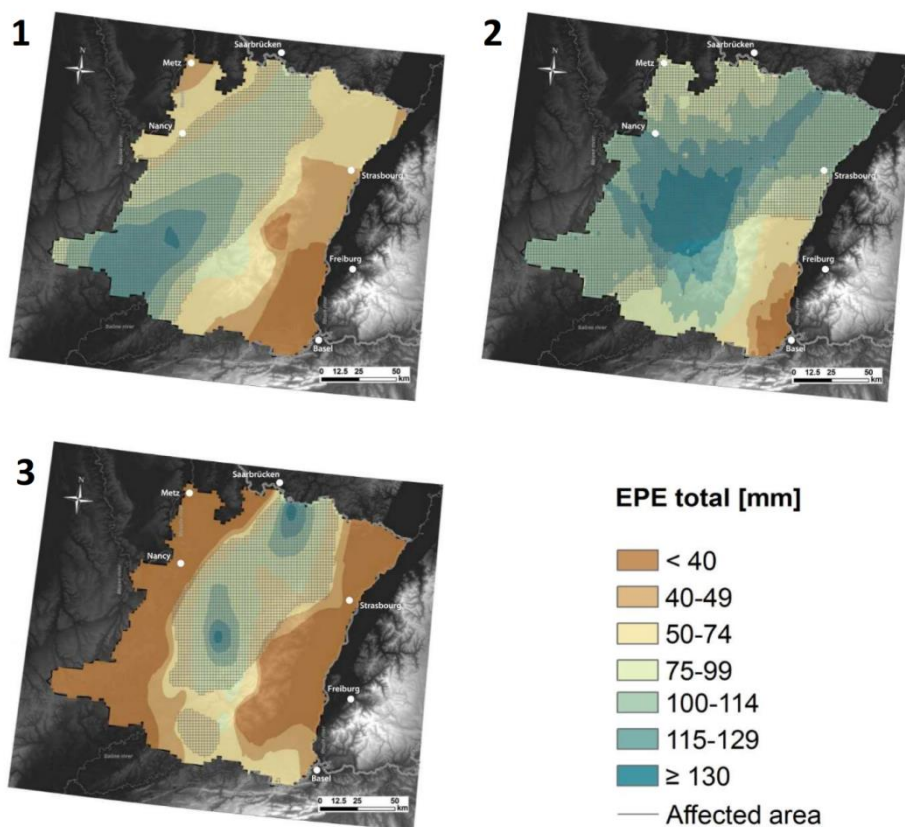 1
N
Saarbrücken
Metz
Nancy
Strasbourg
Freiburg
Basel
0 12.5 25 50
km
2
N
Saarbrücken
Metz
Nancy
Strasbourg
Freiburg
Basel
0 12.5 25 50
km
3
N
Saarbrücken
Metz
Nancy
Strasbourg
Freiburg
Basel
0 12.5 25 50
km
EPE total [mm]
< 40
40-49
50-74
75-99
100-114
115-129
≥ 130
Affected area